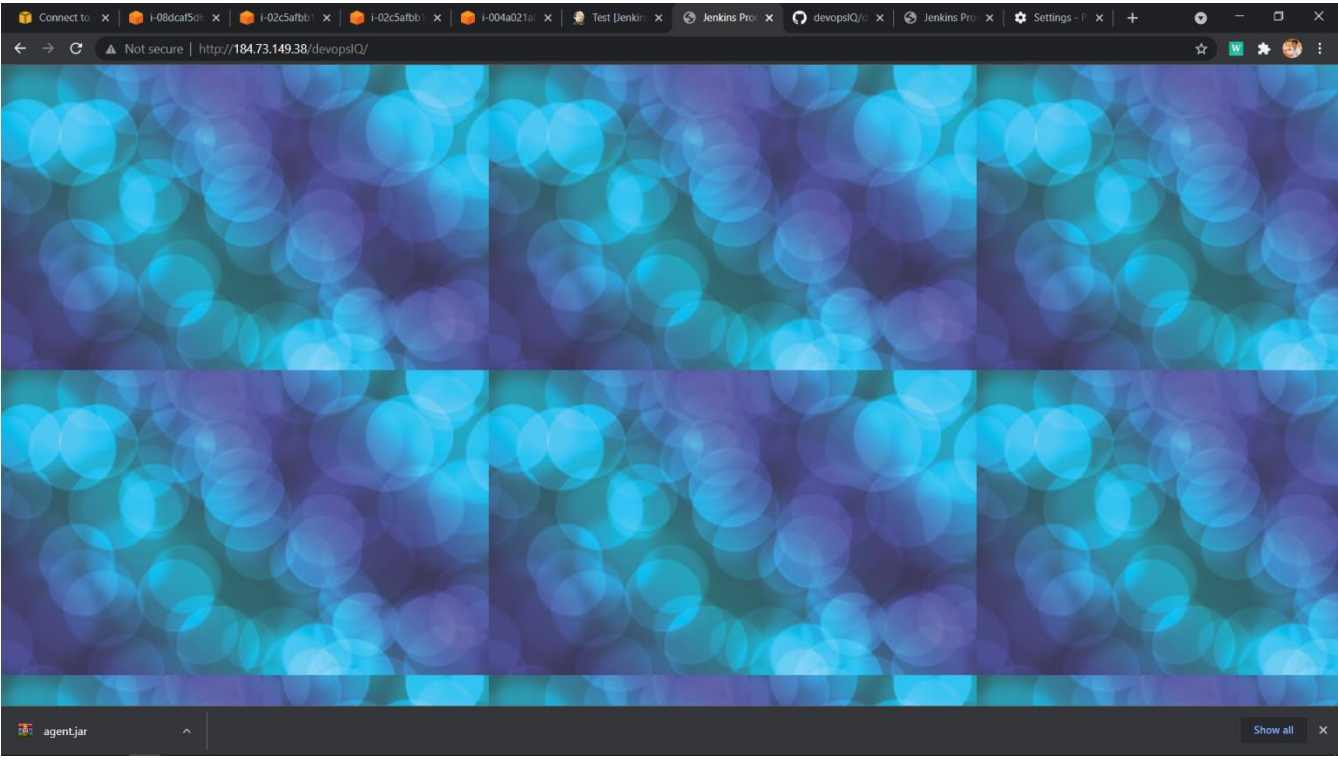 Connect to
i-08dcaf5d6
i-02c5afbb1
i-02c5afbb1
i-004a021a
Test [Jenkin
Jenkins Pro
devopsIQ/
Jenkins Pro
Settings - P
Not secure | http://184.73.149.38/devopsIQ/
W
agent.jar
Show all